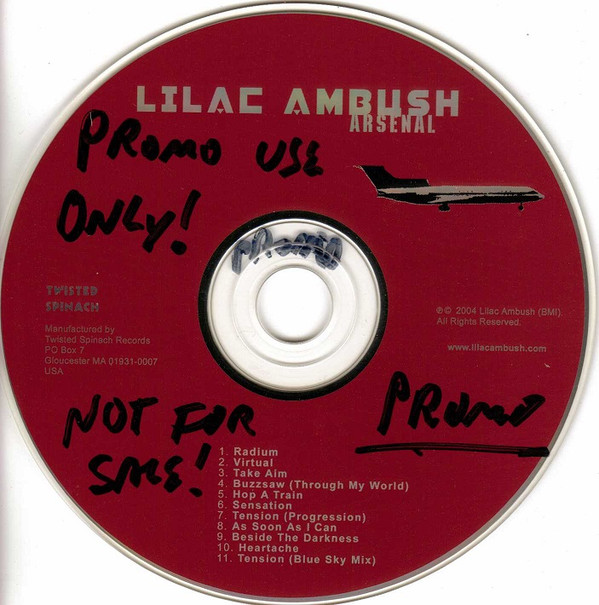 LILAC AMBUSH
ARSENAL
PROMO USE
ONLY!
PROMO
TWISTED
SPINACH
Manufactured by
Twisted Spinach Records
PO Box 7
Gloucester MA 01931-0007
USA
℗© 2004 Lilac Ambush (BMI)
All Rights Reserved.
www.lilacambush.com
NOT FOR
SALE!
PROMO
1. Radium
2. Virtual
3. Take Aim
4. Buzzsaw (Through My World)
5. Hop A Train
6. Sensation
7. Tension (Progression)
8. As Soon As I Can
9. Beside The Darkness
10. Heartache
11. Tension (Blue Sky Mix)